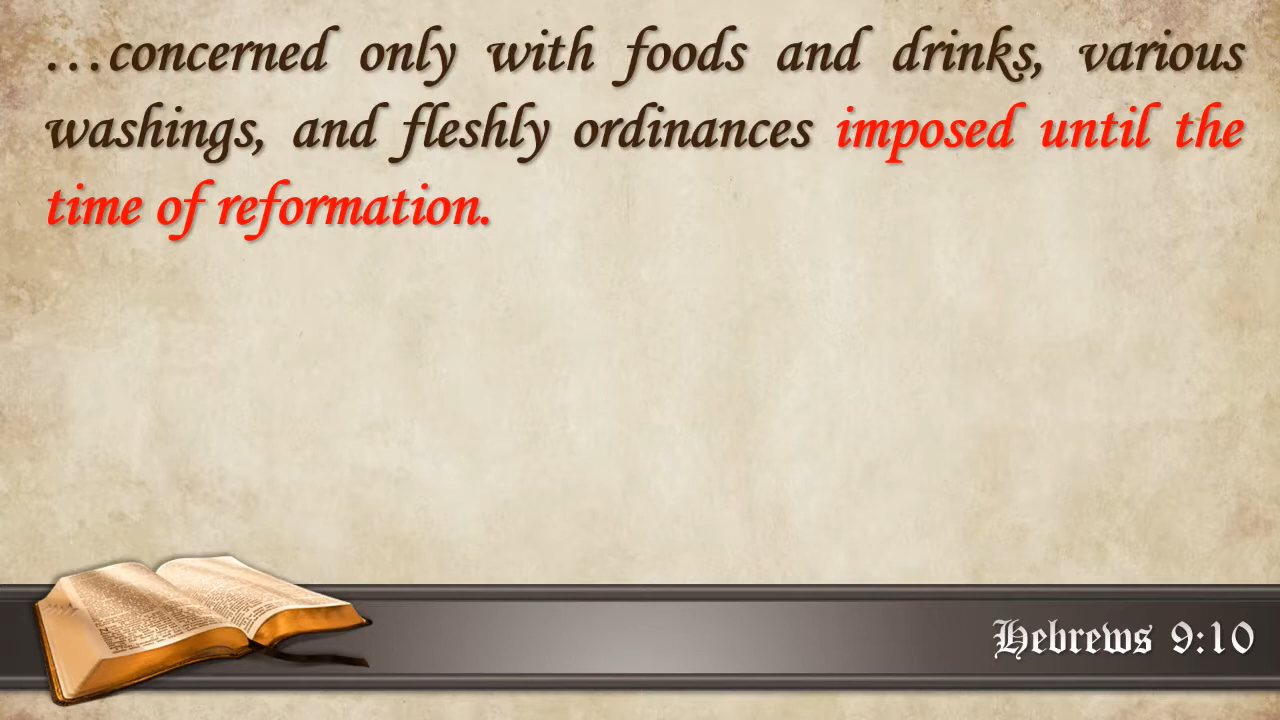 …concerned only with foods and drinks, various
washings, and fleshly ordinances imposed until the
time of reformation.
Hebrews 9:10